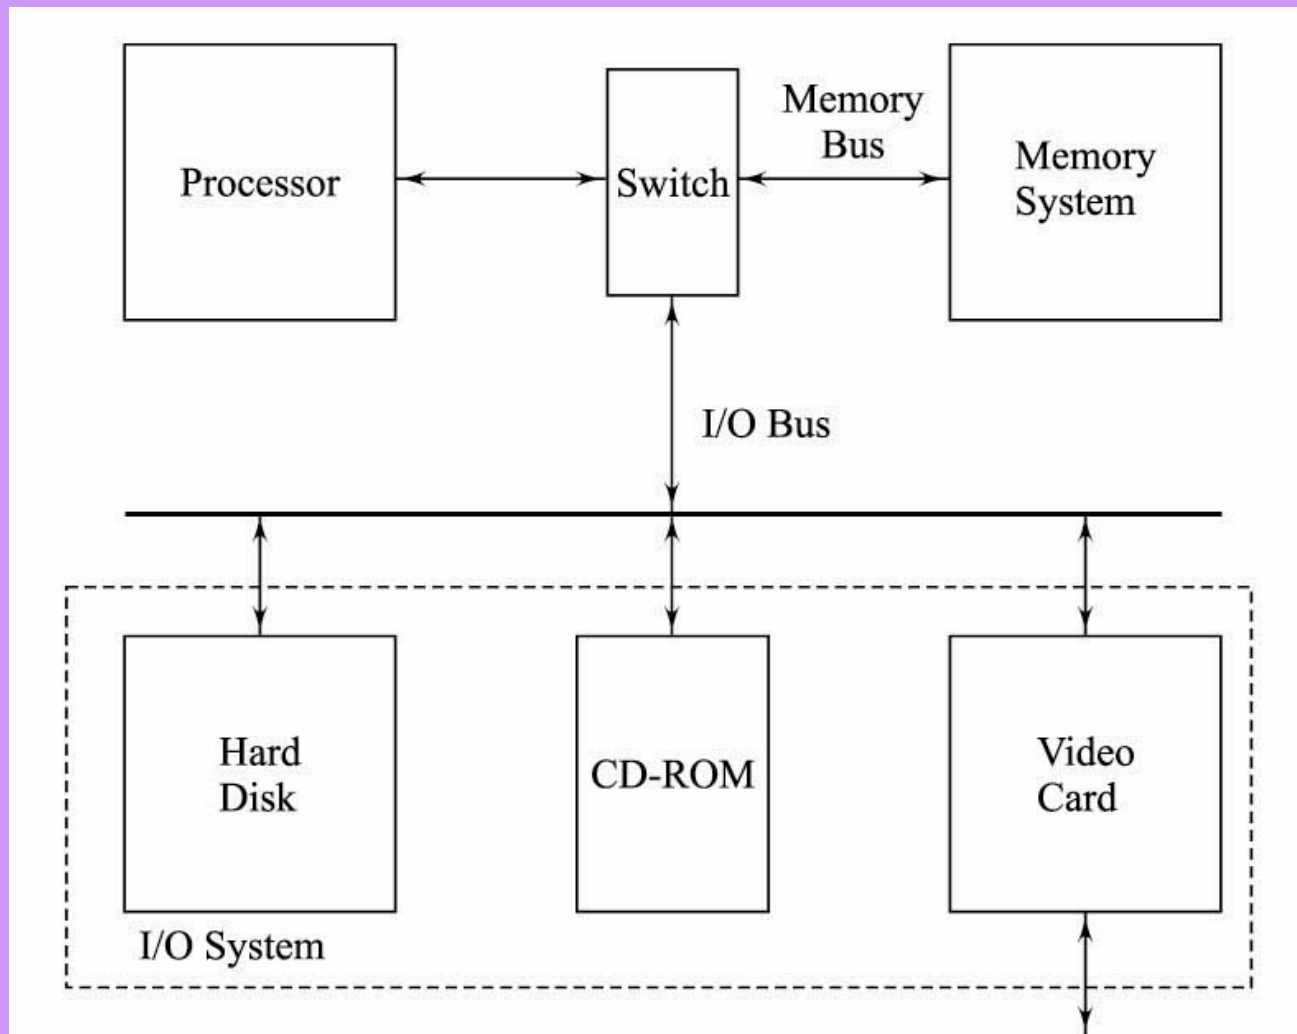 Processor
Switch
Memory
Bus
Memory
System
I/O Bus
Hard
Disk
CD-ROM
Video
Card
I/O System